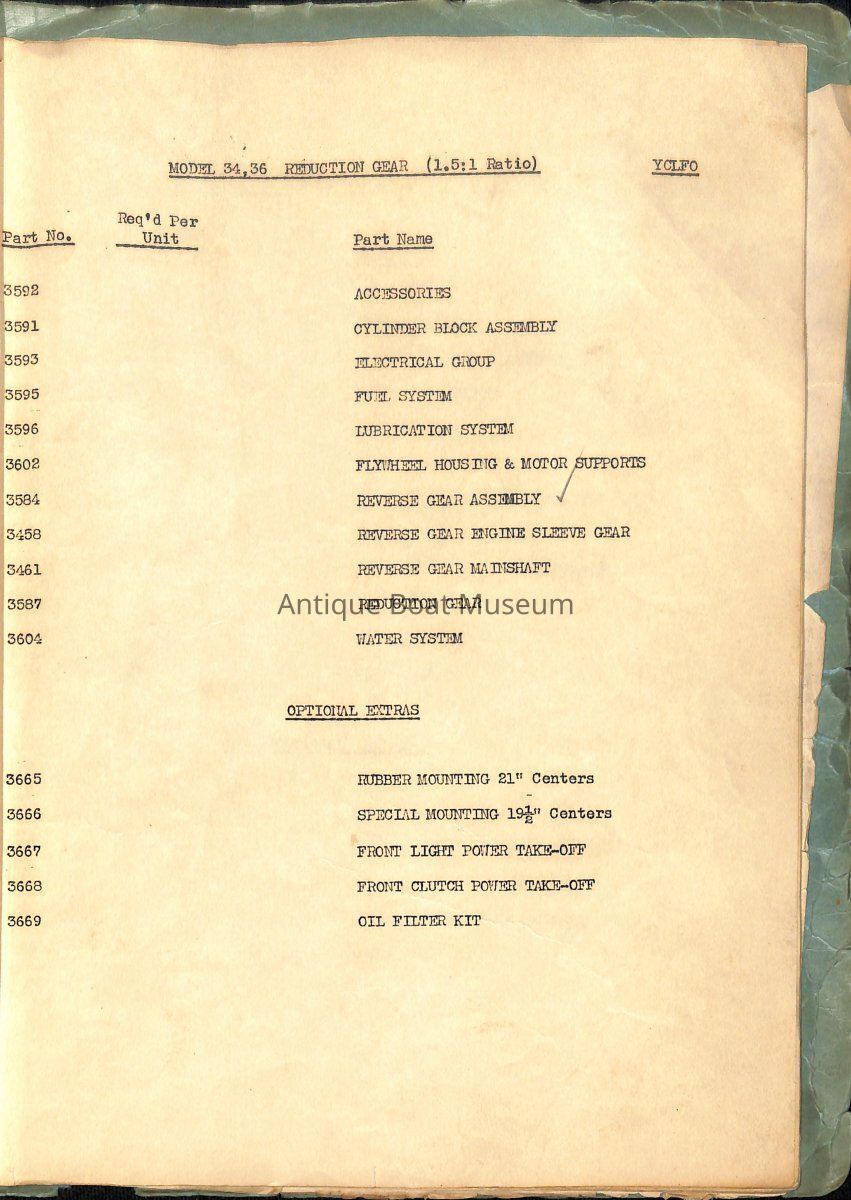 MODEL 34,36 REDUCTION GEAR (1.5:1 Ratio) YCLFO
Req'd Per
Part No. Unit Part Name
3592 ACCESSORIES
3591 CYLINDER BLOCK ASSEMBLY
3593 ELECTRICAL GROUP
3595 FUEL SYSTEM
3596 LUBRICATION SYSTEM
3602 FLYWHEEL HOUSING & MOTOR SUPPORTS
3584 REVERSE GEAR ASSEMBLY ✓
3458 REVERSE GEAR ENGINE SLEEVE GEAR
3461 REVERSE GEAR MAINSHAFT
3587 REDUCTION GEAR
Antique Boat Museum
3604 WATER SYSTEM
OPTIONAL EXTRAS
3665 RUBBER MOUNTING 21" Centers
3666 SPECIAL MOUNTING 19½" Centers
3667 FRONT LIGHT POWER TAKE-OFF
3668 FRONT CLUTCH POWER TAKE-OFF
3669 OIL FILTER KIT